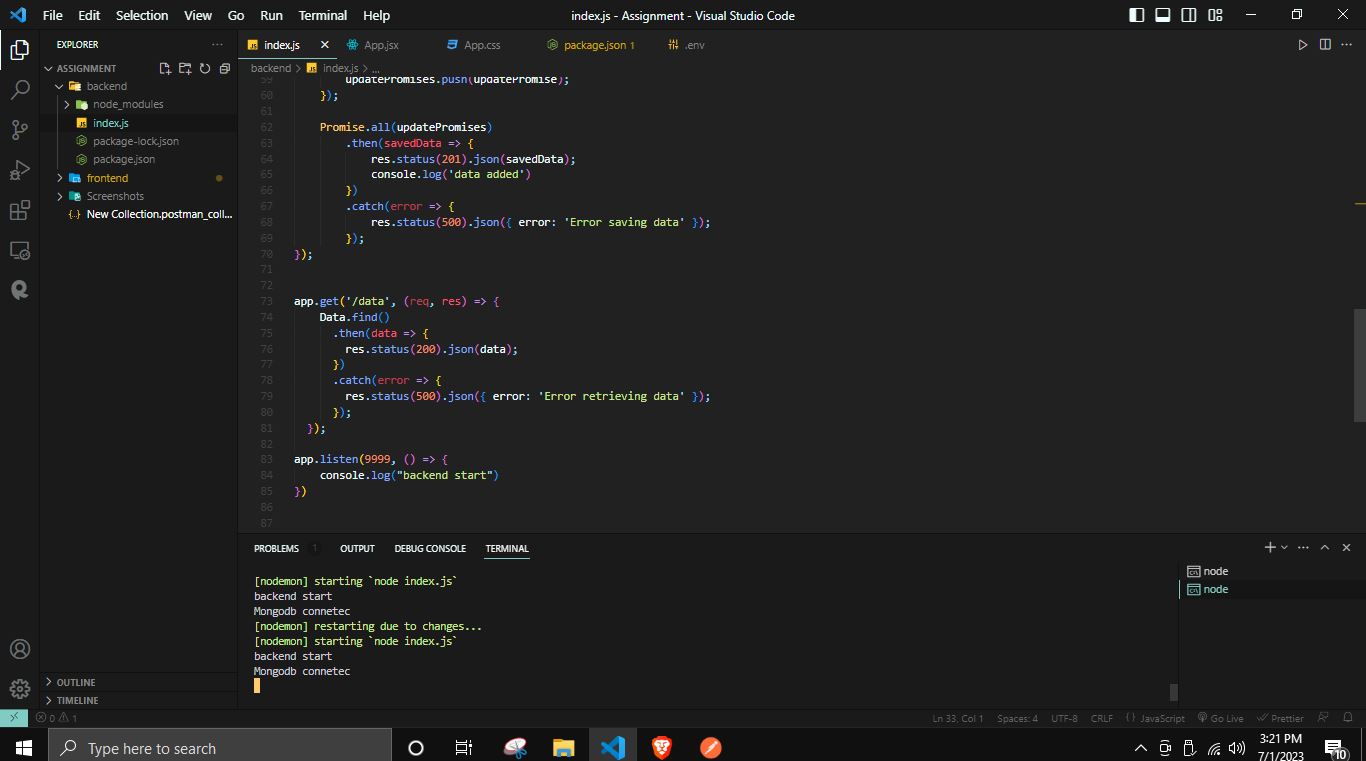 File Edit Selection View Go Run Terminal Help index.js - Assignment - Visual Studio Code
EXPLORER
index.js App.jsx App.css package.json 1 .env
ASSIGNMENT
backend
node_modules
index.js
package-lock.json
package.json
frontend
Screenshots
{.} New Collection.postman_coll...
OUTLINE
TIMELINE
backend > index.js > ...
59 updatePromises.push(updatePromise);
60 });
61
62 Promise.all(updatePromises)
63 .then(savedData => {
64 res.status(201).json(savedData);
65 console.log('data added')
66 })
67 .catch(error => {
68 res.status(500).json({ error: 'Error saving data' });
69 });
70 });
71
72
73 app.get('/data', (req, res) => {
74 Data.find()
75 .then(data => {
76 res.status(200).json(data);
77 })
78 .catch(error => {
79 res.status(500).json({ error: 'Error retrieving data' });
80 });
81 });
82
83 app.listen(9999, () => {
84 console.log("backend start")
85 })
86
87
PROBLEMS 1 OUTPUT DEBUG CONSOLE TERMINAL
[nodemon] starting `node index.js`
backend start
Mongodb connetec
[nodemon] restarting due to changes...
[nodemon] starting `node index.js`
backend start
Mongodb connetec
node
node
0 1 Ln 33, Col 1 Spaces: 4 UTF-8 CRLF {} JavaScript Go Live Prettier
Type here to search
3:21 PM
7/1/2023
10